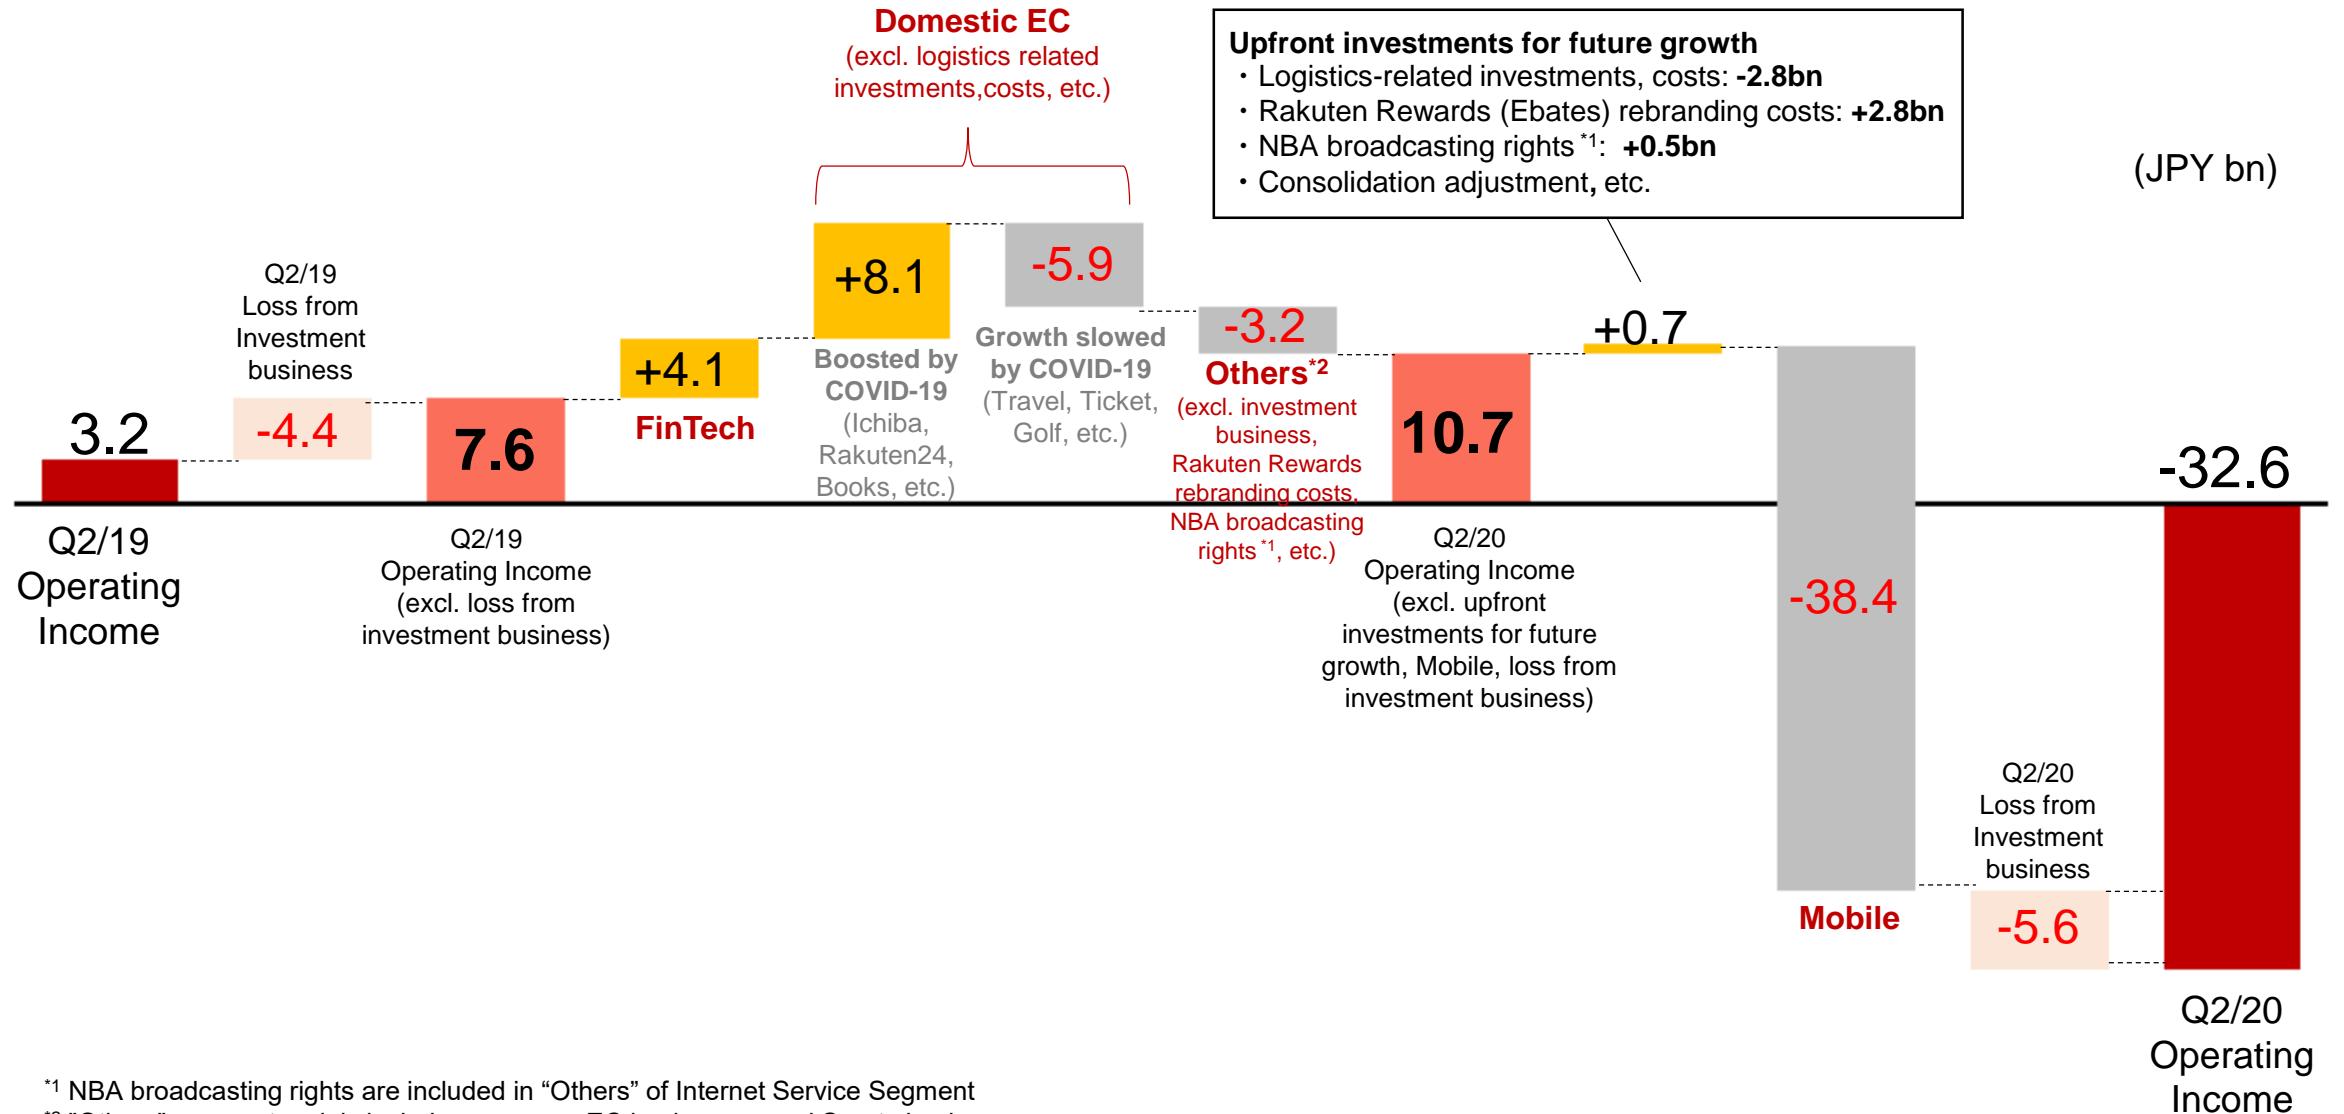 Domestic EC
(excl. logistics related
investments,costs, etc.)
Upfront investments for future growth
・Logistics-related investments, costs: -2.8bn
・Rakuten Rewards (Ebates) rebranding costs: +2.8bn
・NBA broadcasting rights *1: +0.5bn
・Consolidation adjustment, etc.
(JPY bn)
3.2
Q2/19
Operating
Income
Q2/19
Loss from
Investment
business
-4.4
7.6
Q2/19
Operating Income
(excl. loss from
investment business)
+4.1
FinTech
+8.1
Boosted by
COVID-19
(Ichiba,
Rakuten24,
Books, etc.)
-5.9
Growth slowed
by COVID-19
(Travel, Ticket,
Golf, etc.)
-3.2
Others*2
(excl. investment
business,
Rakuten Rewards
rebranding costs,
NBA broadcasting
rights *1, etc.)
10.7
Q2/20
Operating Income
(excl. upfront
investments for future
growth, Mobile, loss from
investment business)
+0.7
-38.4
Mobile
Q2/20
Loss from
Investment
business
-5.6
-32.6
Q2/20
Operating
Income
*1 NBA broadcasting rights are included in “Others” of Internet Service Segment